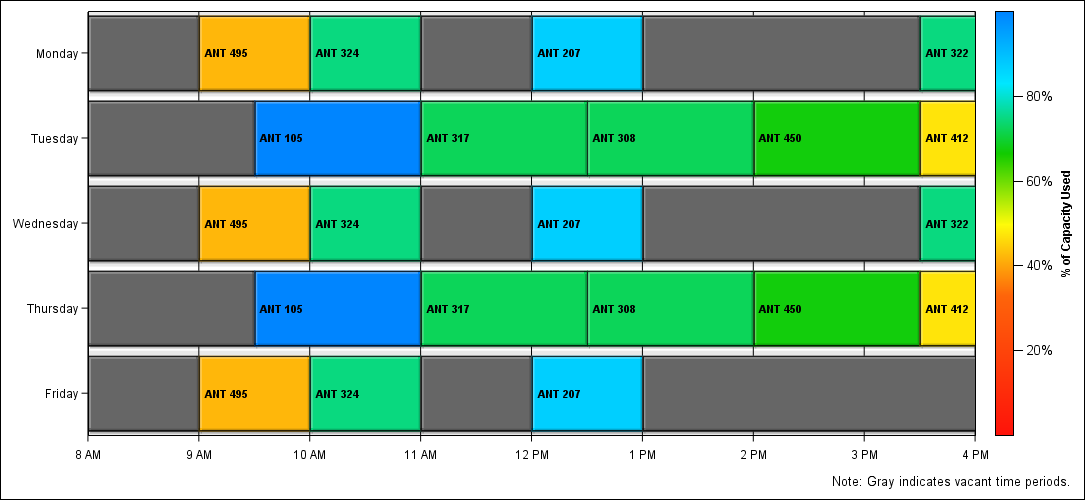 Monday
ANT 495
ANT 324
ANT 207
ANT 322
Tuesday
ANT 105
ANT 317
ANT 308
ANT 450
ANT 412
Wednesday
ANT 495
ANT 324
ANT 207
ANT 322
Thursday
ANT 105
ANT 317
ANT 308
ANT 450
ANT 412
Friday
ANT 495
ANT 324
ANT 207
8 AM
9 AM
10 AM
11 AM
12 PM
1 PM
2 PM
3 PM
4 PM
80%
60%
40%
20%
% of Capacity Used
Note: Gray indicates vacant time periods.